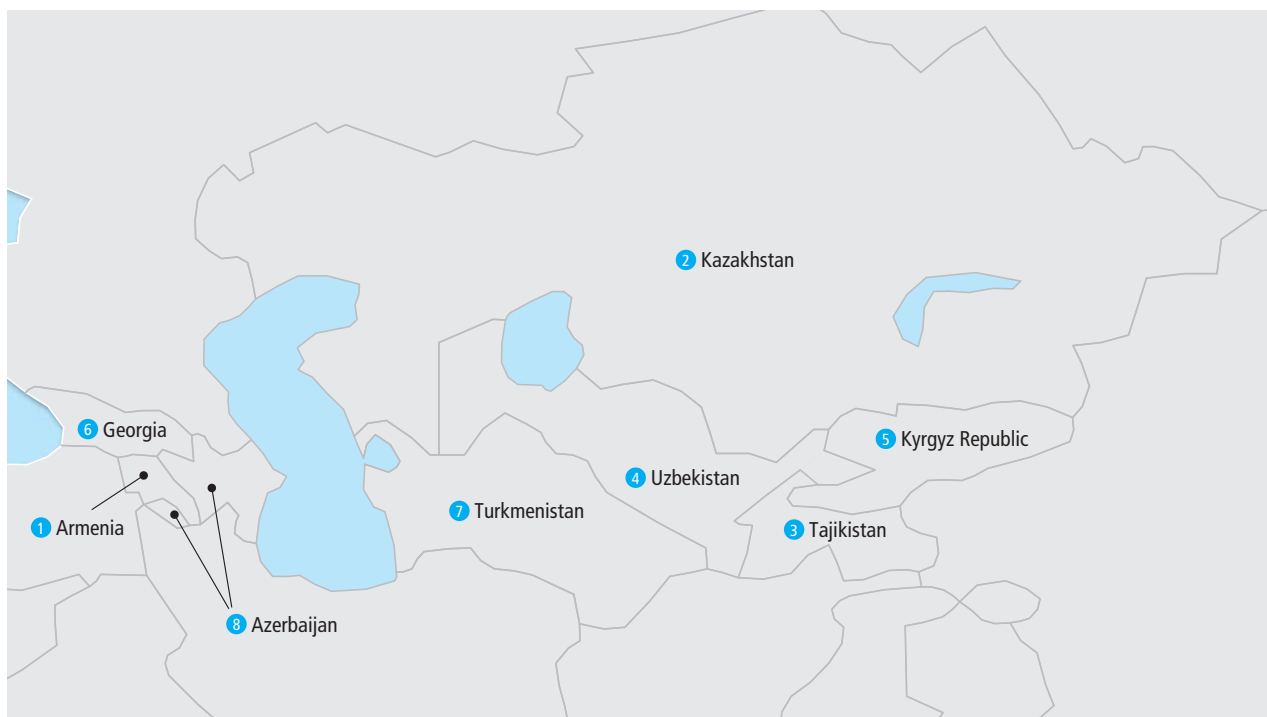 2 Kazakhstan
6 Georgia
5 Kyrgyz Republic
4 Uzbekistan
7 Turkmenistan
1 Armenia
3 Tajikistan
8 Azerbaijan